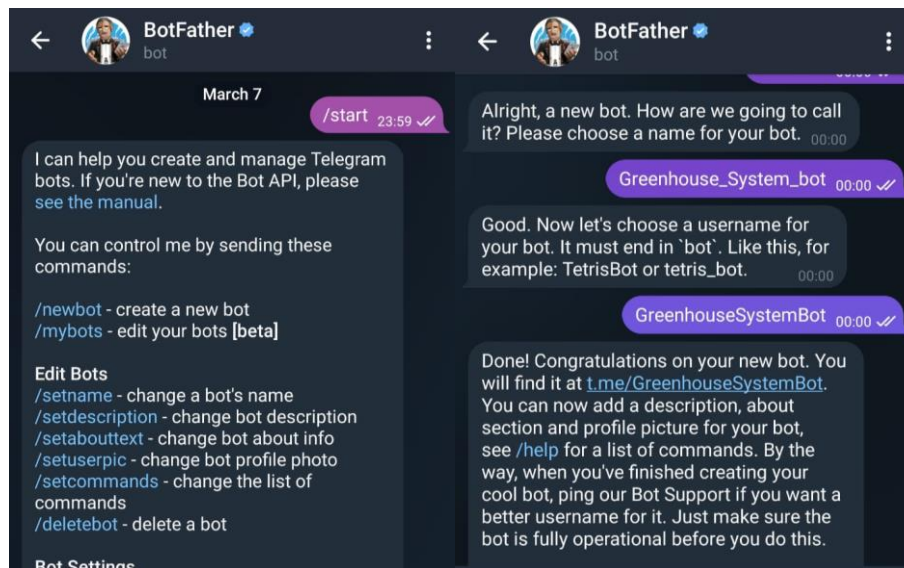 BotFather
bot
March 7
/start 23:59
I can help you create and manage Telegram
bots. If you're new to the Bot API, please
see the manual.
You can control me by sending these
commands:
/newbot - create a new bot
/mybots - edit your bots [beta]
Edit Bots
/setname - change a bot's name
/setdescription - change bot description
/setabouttext - change bot about info
/setuserpic - change bot profile photo
/setcommands - change the list of
commands
/deletebot - delete a bot
Bot Settings
BotFather
bot
Alright, a new bot. How are we going to call
it? Please choose a name for your bot. 00:00
Greenhouse_System_bot 00:00
Good. Now let's choose a username for
your bot. It must end in `bot`. Like this, for
example: TetrisBot or tetris_bot. 00:00
GreenhouseSystemBot 00:00
Done! Congratulations on your new bot. You
will find it at t.me/GreenhouseSystemBot.
You can now add a description, about
section and profile picture for your bot,
see /help for a list of commands. By the
way, when you've finished creating your
cool bot, ping our Bot Support if you want a
better username for it. Just make sure the
bot is fully operational before you do this.